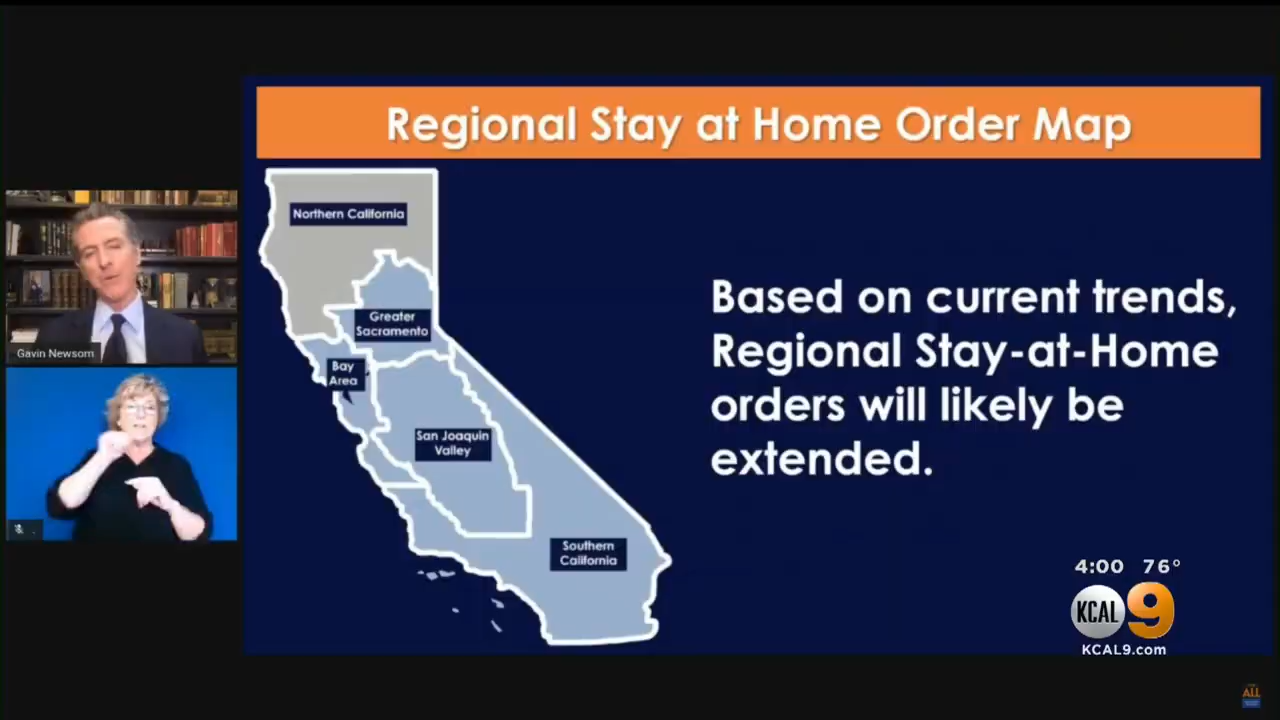 Regional Stay at Home Order Map
Northern California
Greater
Sacramento
Bay
Area
San Joaquin
Valley
Southern
California
Based on current trends,
Regional Stay-at-Home
orders will likely be
extended.
Gavin Newsom
4:00 76°
KCAL 9
KCAL9.com
ALL